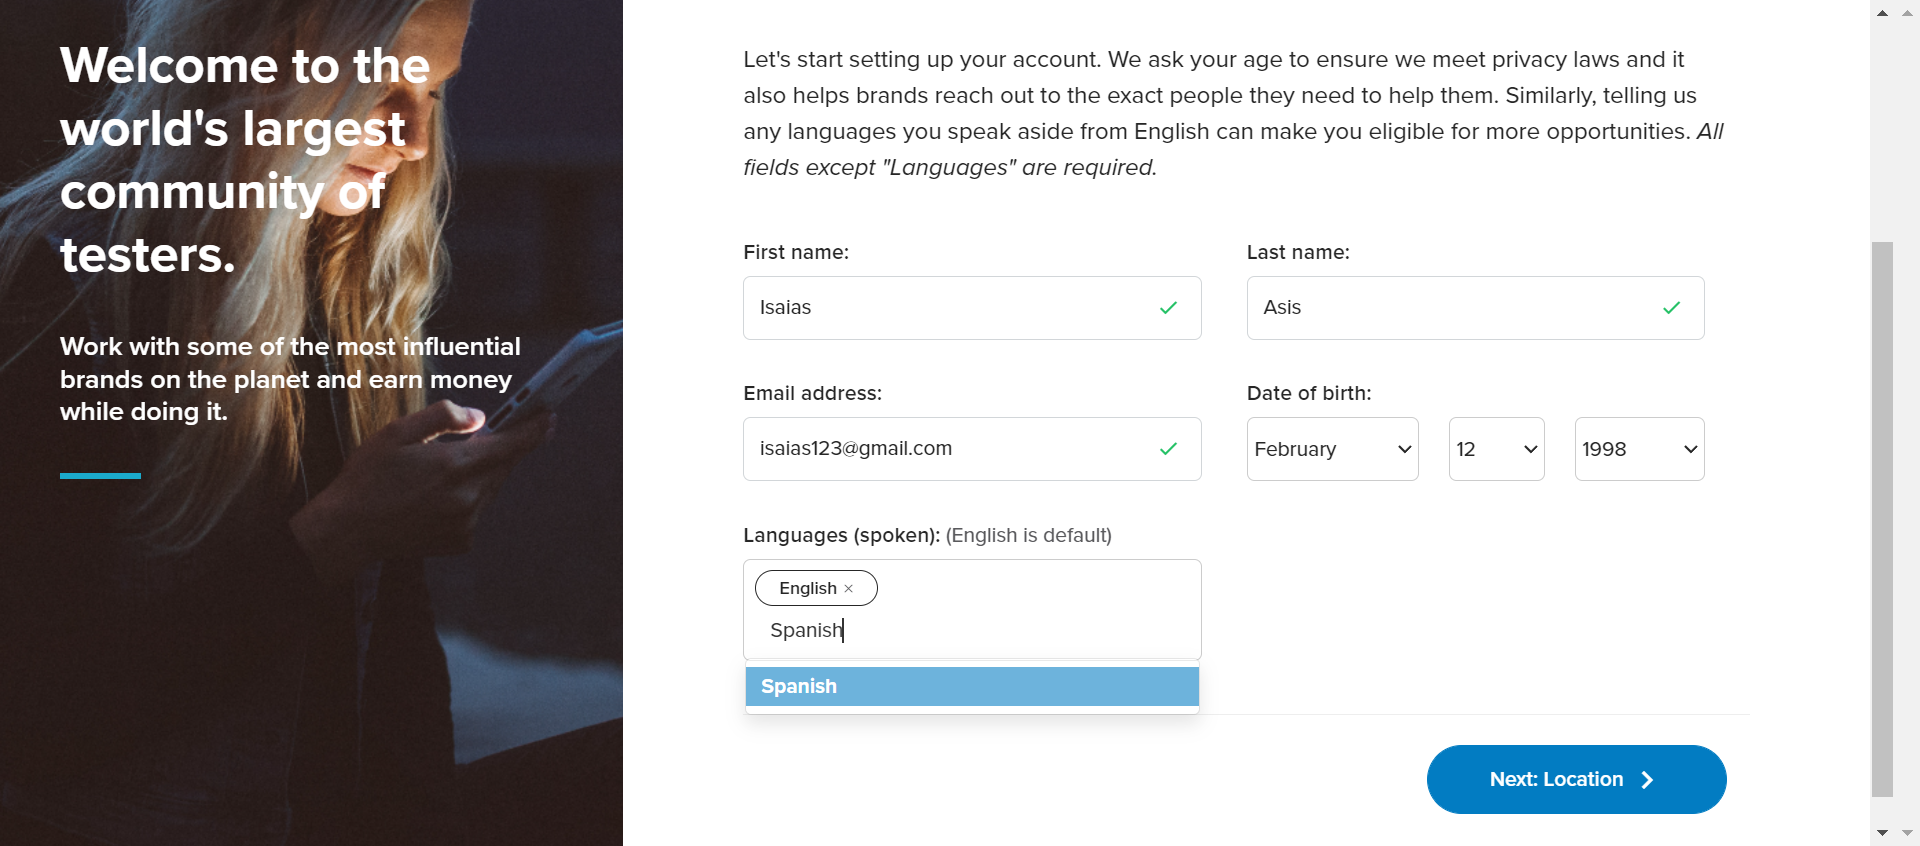 Welcome to the
world's largest
community of
testers.
Work with some of the most influential
brands on the planet and earn money
while doing it.
Let's start setting up your account. We ask your age to ensure we meet privacy laws and it
also helps brands reach out to the exact people they need to help them. Similarly, telling us
any languages you speak aside from English can make you eligible for more opportunities. All
fields except "Languages" are required.
First name:
Last name:
Isaias
Asis
Email address:
Date of birth:
isaias123@gmail.com
February
12
1998
Languages (spoken): (English is default)
English ×
Spanish
Spanish
Next: Location